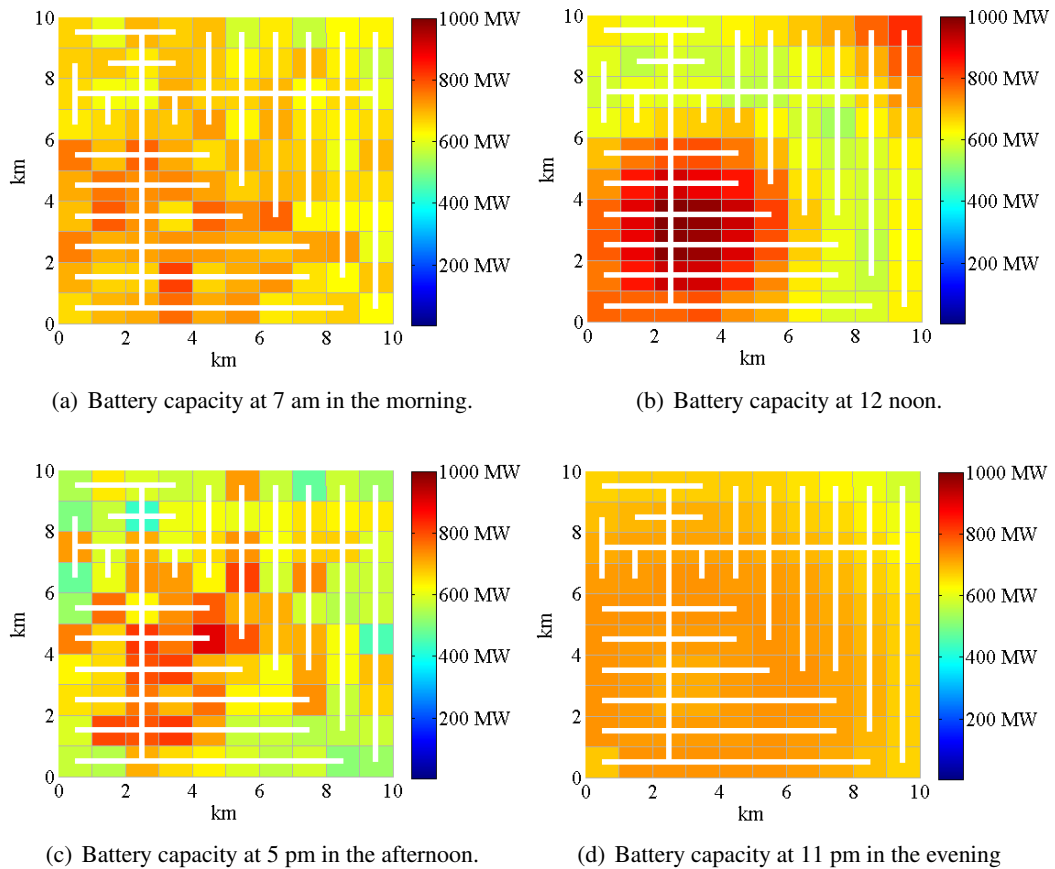 10
8
6
4
2
0
km
0 2 4 6 8 10
km
1000 MW
800 MW
600 MW
400 MW
200 MW
(a) Battery capacity at 7 am in the morning.
10
8
6
4
2
0
km
0 2 4 6 8 10
km
1000 MW
800 MW
600 MW
400 MW
200 MW
(b) Battery capacity at 12 noon.
10
8
6
4
2
0
km
0 2 4 6 8 10
km
1000 MW
800 MW
600 MW
400 MW
200 MW
(c) Battery capacity at 5 pm in the afternoon.
10
8
6
4
2
0
km
0 2 4 6 8 10
km
1000 MW
800 MW
600 MW
400 MW
200 MW
(d) Battery capacity at 11 pm in the evening